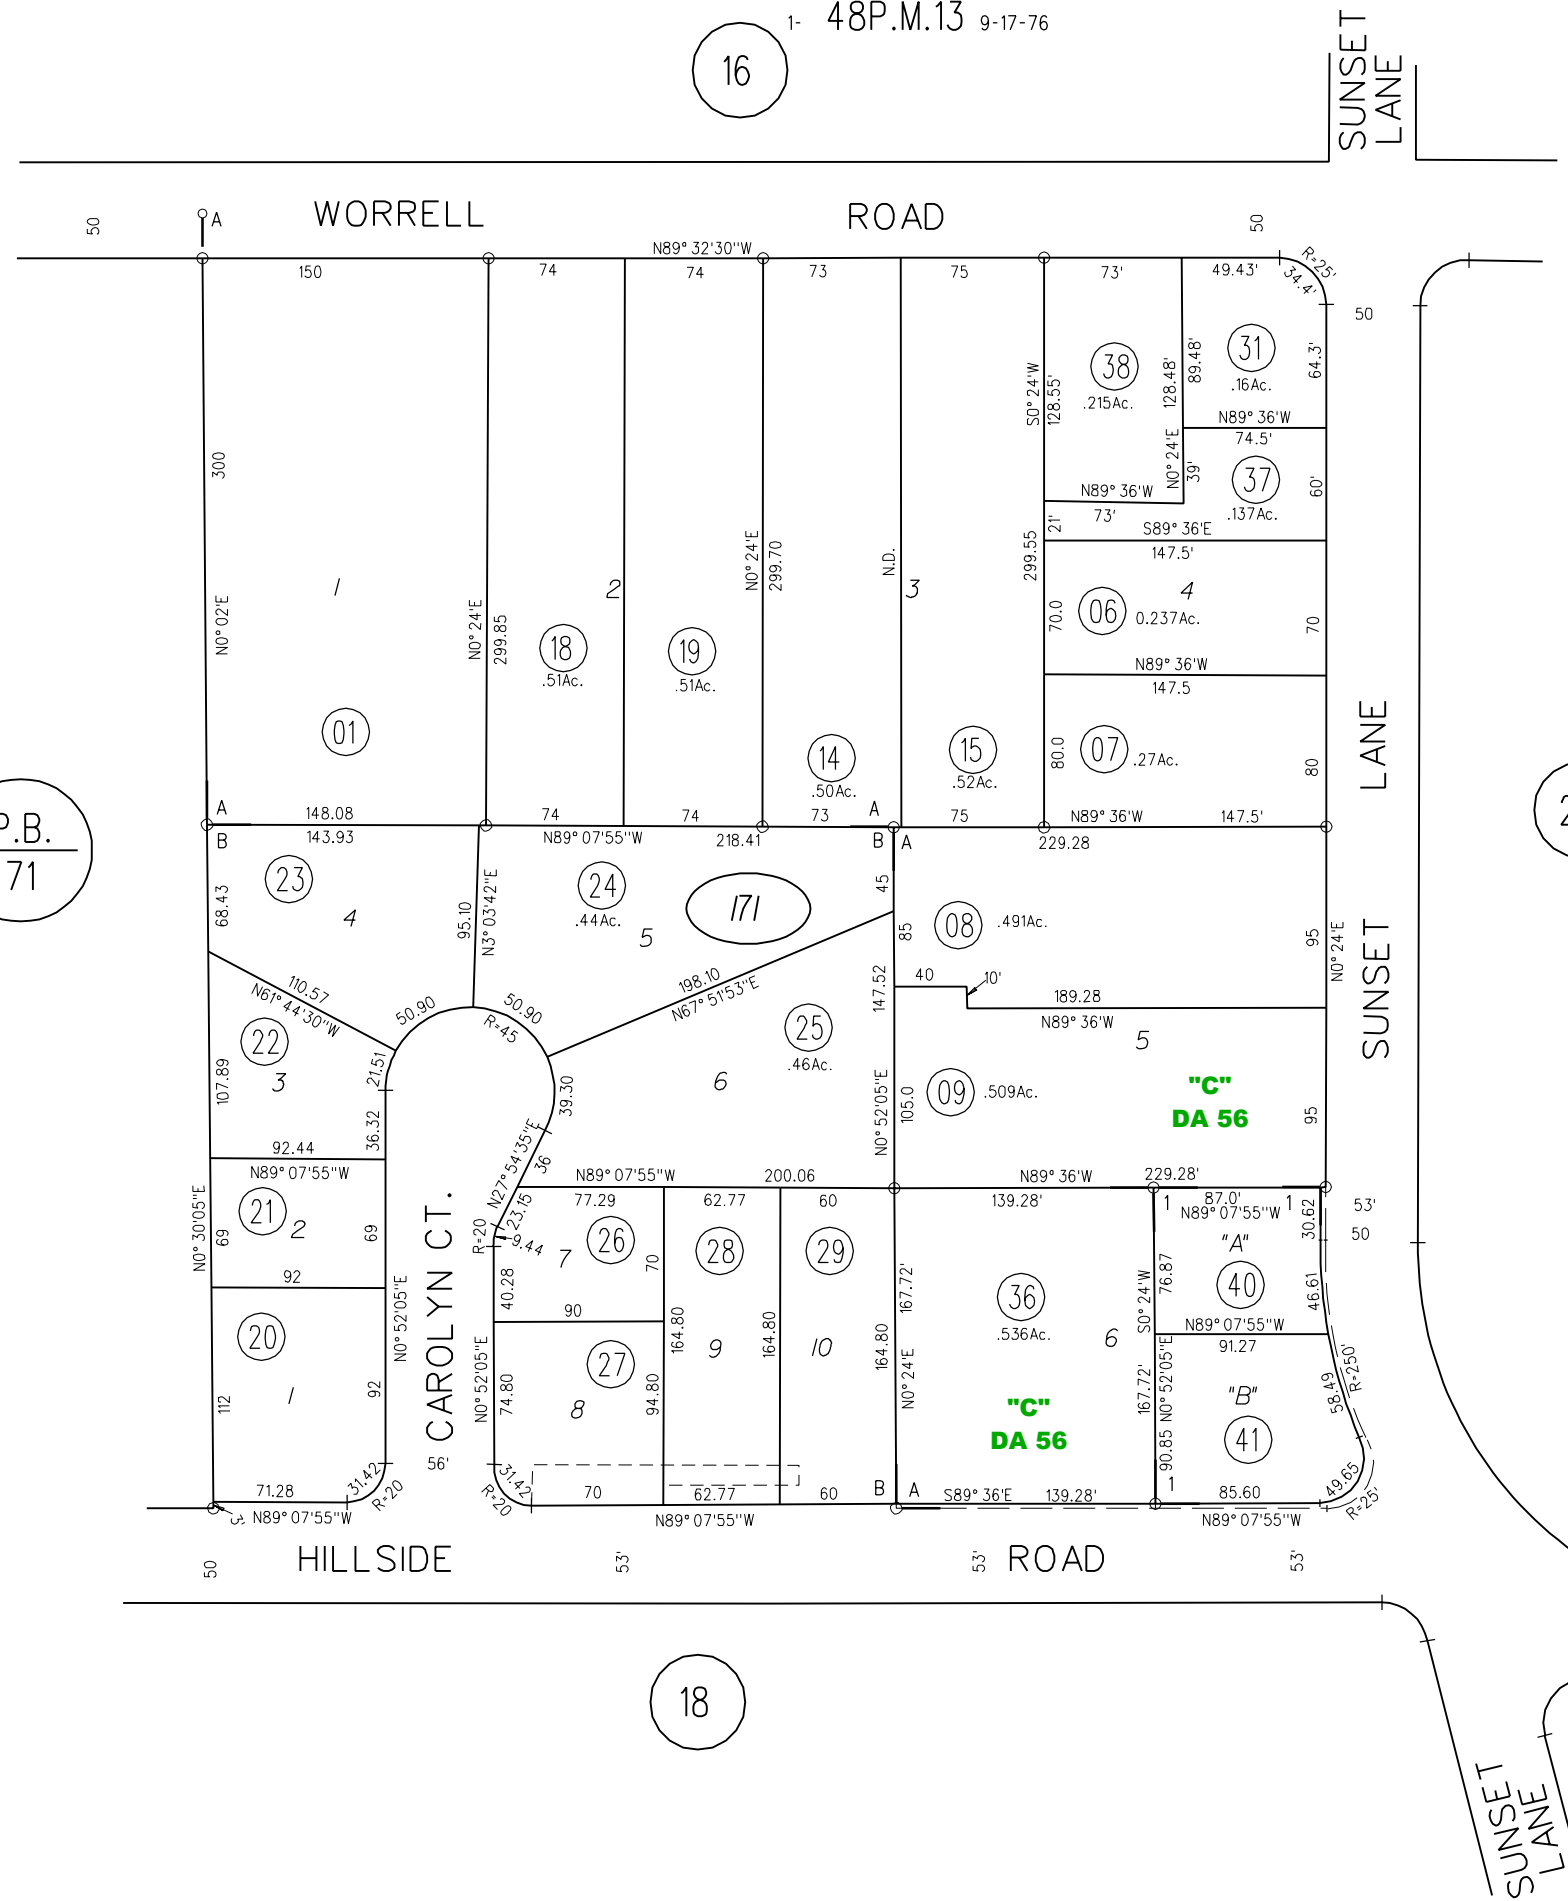 1- 48P.M.13 9-17-76
16
SUNSET
LANE
50
A
WORRELL ROAD
50
N89° 32'30"W
150
74
74
73
75
73'
49.43'
R=25'
34.4'
50
300
N0° 02'E
1
01
N0° 24'E
299.85
2
18
.51Ac.
19
.51Ac.
N0° 24'E
299.70
14
.50Ac.
N.D.
3
15
.52Ac.
S0° 24'W
128.55'
299.55
38
.215Ac.
128.48'
N0° 24'E
89.48'
39'
31
.16Ac.
64.3'
N89° 36'W
74.5'
37
.137Ac.
60'
N89° 36'W
73'
21'
S89° 36'E
147.5'
4
06
0.237Ac.
70.0
70
N89° 36'W
147.5
07
.27Ac.
80.0
80
SUNSET LANE
P.B.
71
2
A
B
148.08
143.93
74
74
73
A
75
N89° 36'W
147.5'
N89° 07'55"W
218.41
B
A
229.28
23
68.43
4
95.10
N3° 03'42"E
24
.44Ac.
5
171
45
85
08
.491Ac.
95
N0° 24'E
110.57
N61° 44'30"W
50.90
50.90
R=45
198.10
N67° 51'53"E
147.52
40
10'
189.28
N89° 36'W
22
3
107.89
21.51
36.32
39.30
25
.46Ac.
6
N0° 52'05"E
105.0
09
.509Ac.
5
"C"
DA 56
95
92.44
N89° 07'55"W
N27° 54'35"E
36
23.15
N89° 07'55"W
200.06
N89° 36'W
229.28'
N0° 30'05"E
21
2
69
69
92
CAROLYN CT.
R=20
9.44
77.29
62.77
60
139.28'
1
87.0'
1
N89° 07'55"W
30.62
53'
50
7
26
70
28
29
40.28
90
167.72'
36
.536Ac.
6
S0° 24'W
76.87
"A"
40
46.61
N89° 07'55"W
91.27
20
1
112
92
N0° 52'05"E
N0° 52'05"E
74.80
27
8
94.80
164.80
9
164.80
10
164.80
N0° 24'E
"C"
DA 56
167.72'
N0° 52'05"E
90.85
"B"
41
58.49
R=250'
71.28
31.42
R=20
56'
31.42
R=20
70
62.77
60
B
A
S89° 36'E
139.28'
1
85.60
49.65
R=25'
3'
N89° 07'55"W
N89° 07'55"W
N89° 07'55"W
50
HILLSIDE ROAD
53'
53'
53'
18
SUNSET
LANE